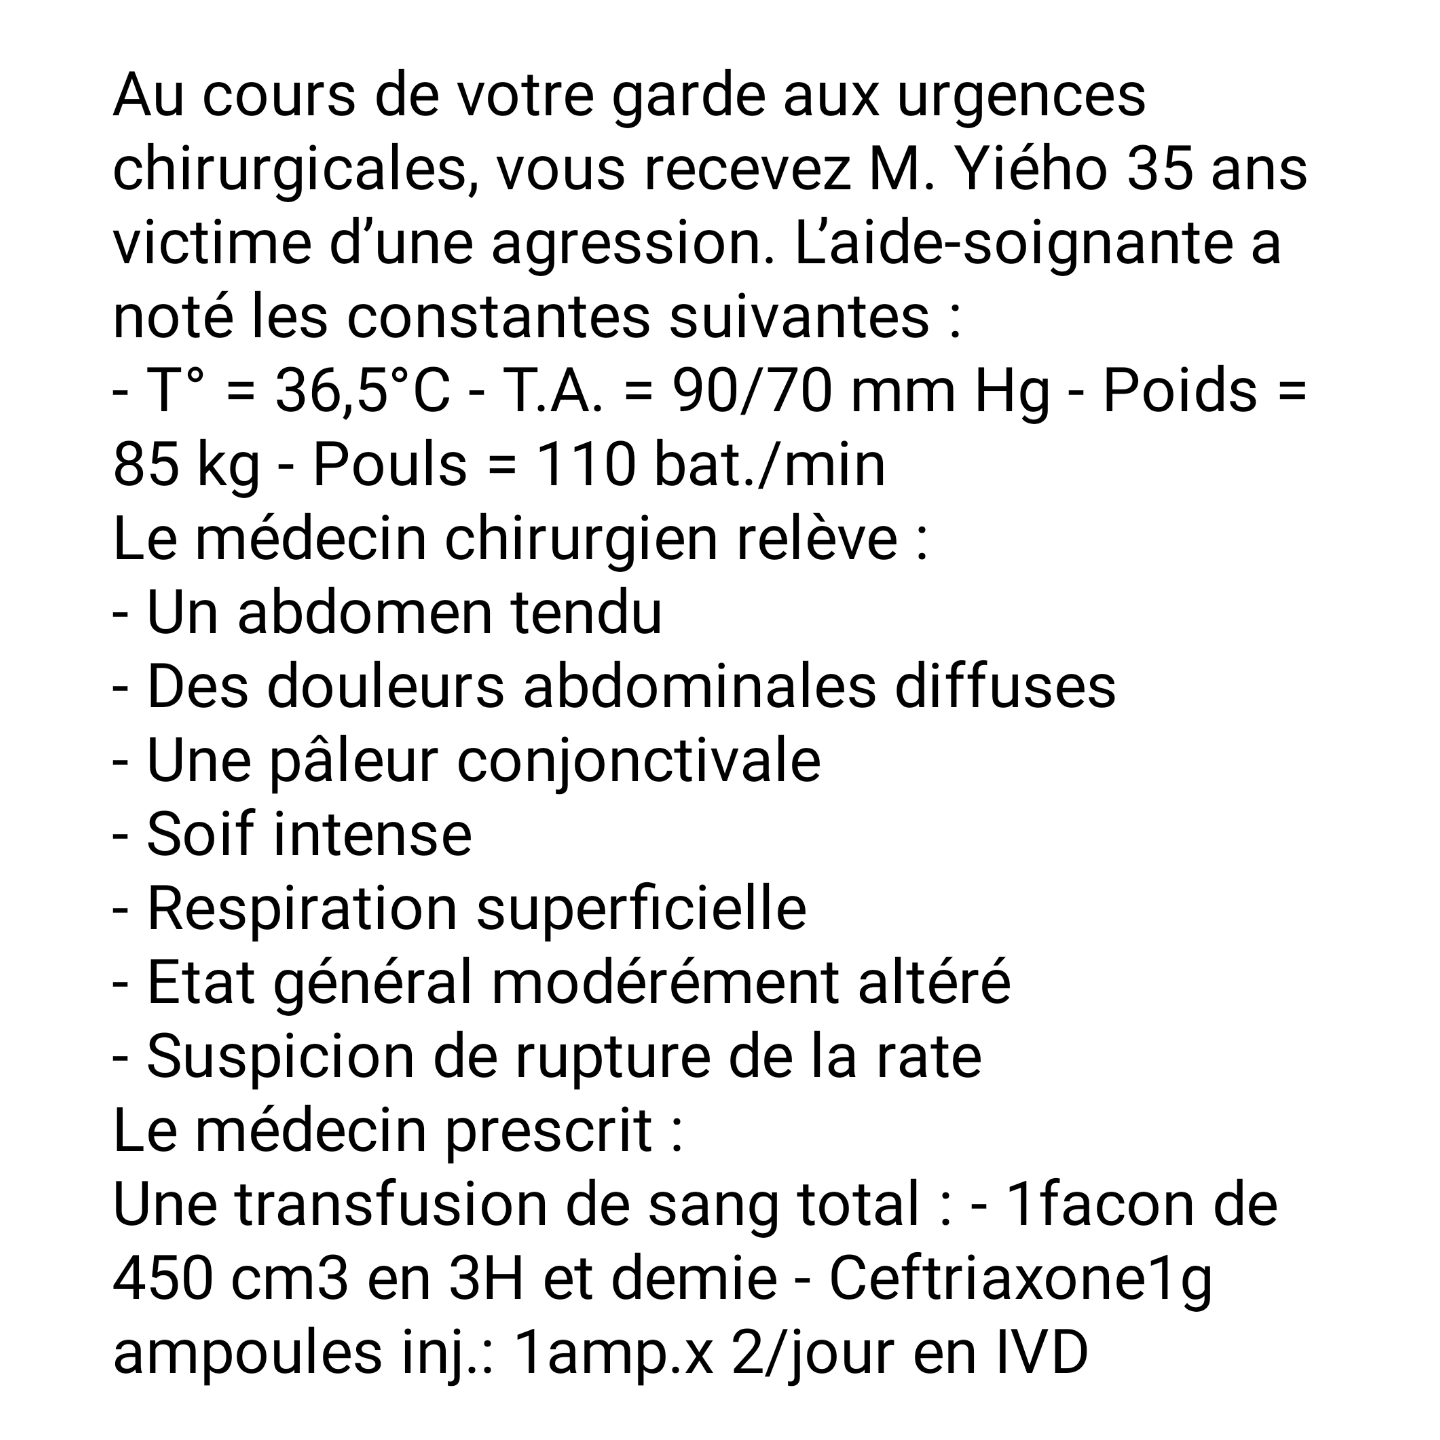 Au cours de votre garde aux urgences
chirurgicales, vous recevez M. Yiého 35 ans
victime d’une agression. L’aide-soignante a
noté les constantes suivantes :
- T° = 36,5°C - T.A. = 90/70 mm Hg - Poids =
85 kg - Pouls = 110 bat./min
Le médecin chirurgien relève :
- Un abdomen tendu
- Des douleurs abdominales diffuses
- Une pâleur conjonctivale
- Soif intense
- Respiration superficielle
- Etat général modérément altéré
- Suspicion de rupture de la rate
Le médecin prescrit :
Une transfusion de sang total : - 1facon de
450 cm3 en 3H et demie - Ceftriaxone1g
ampoules inj.: 1amp.x 2/jour en IVD